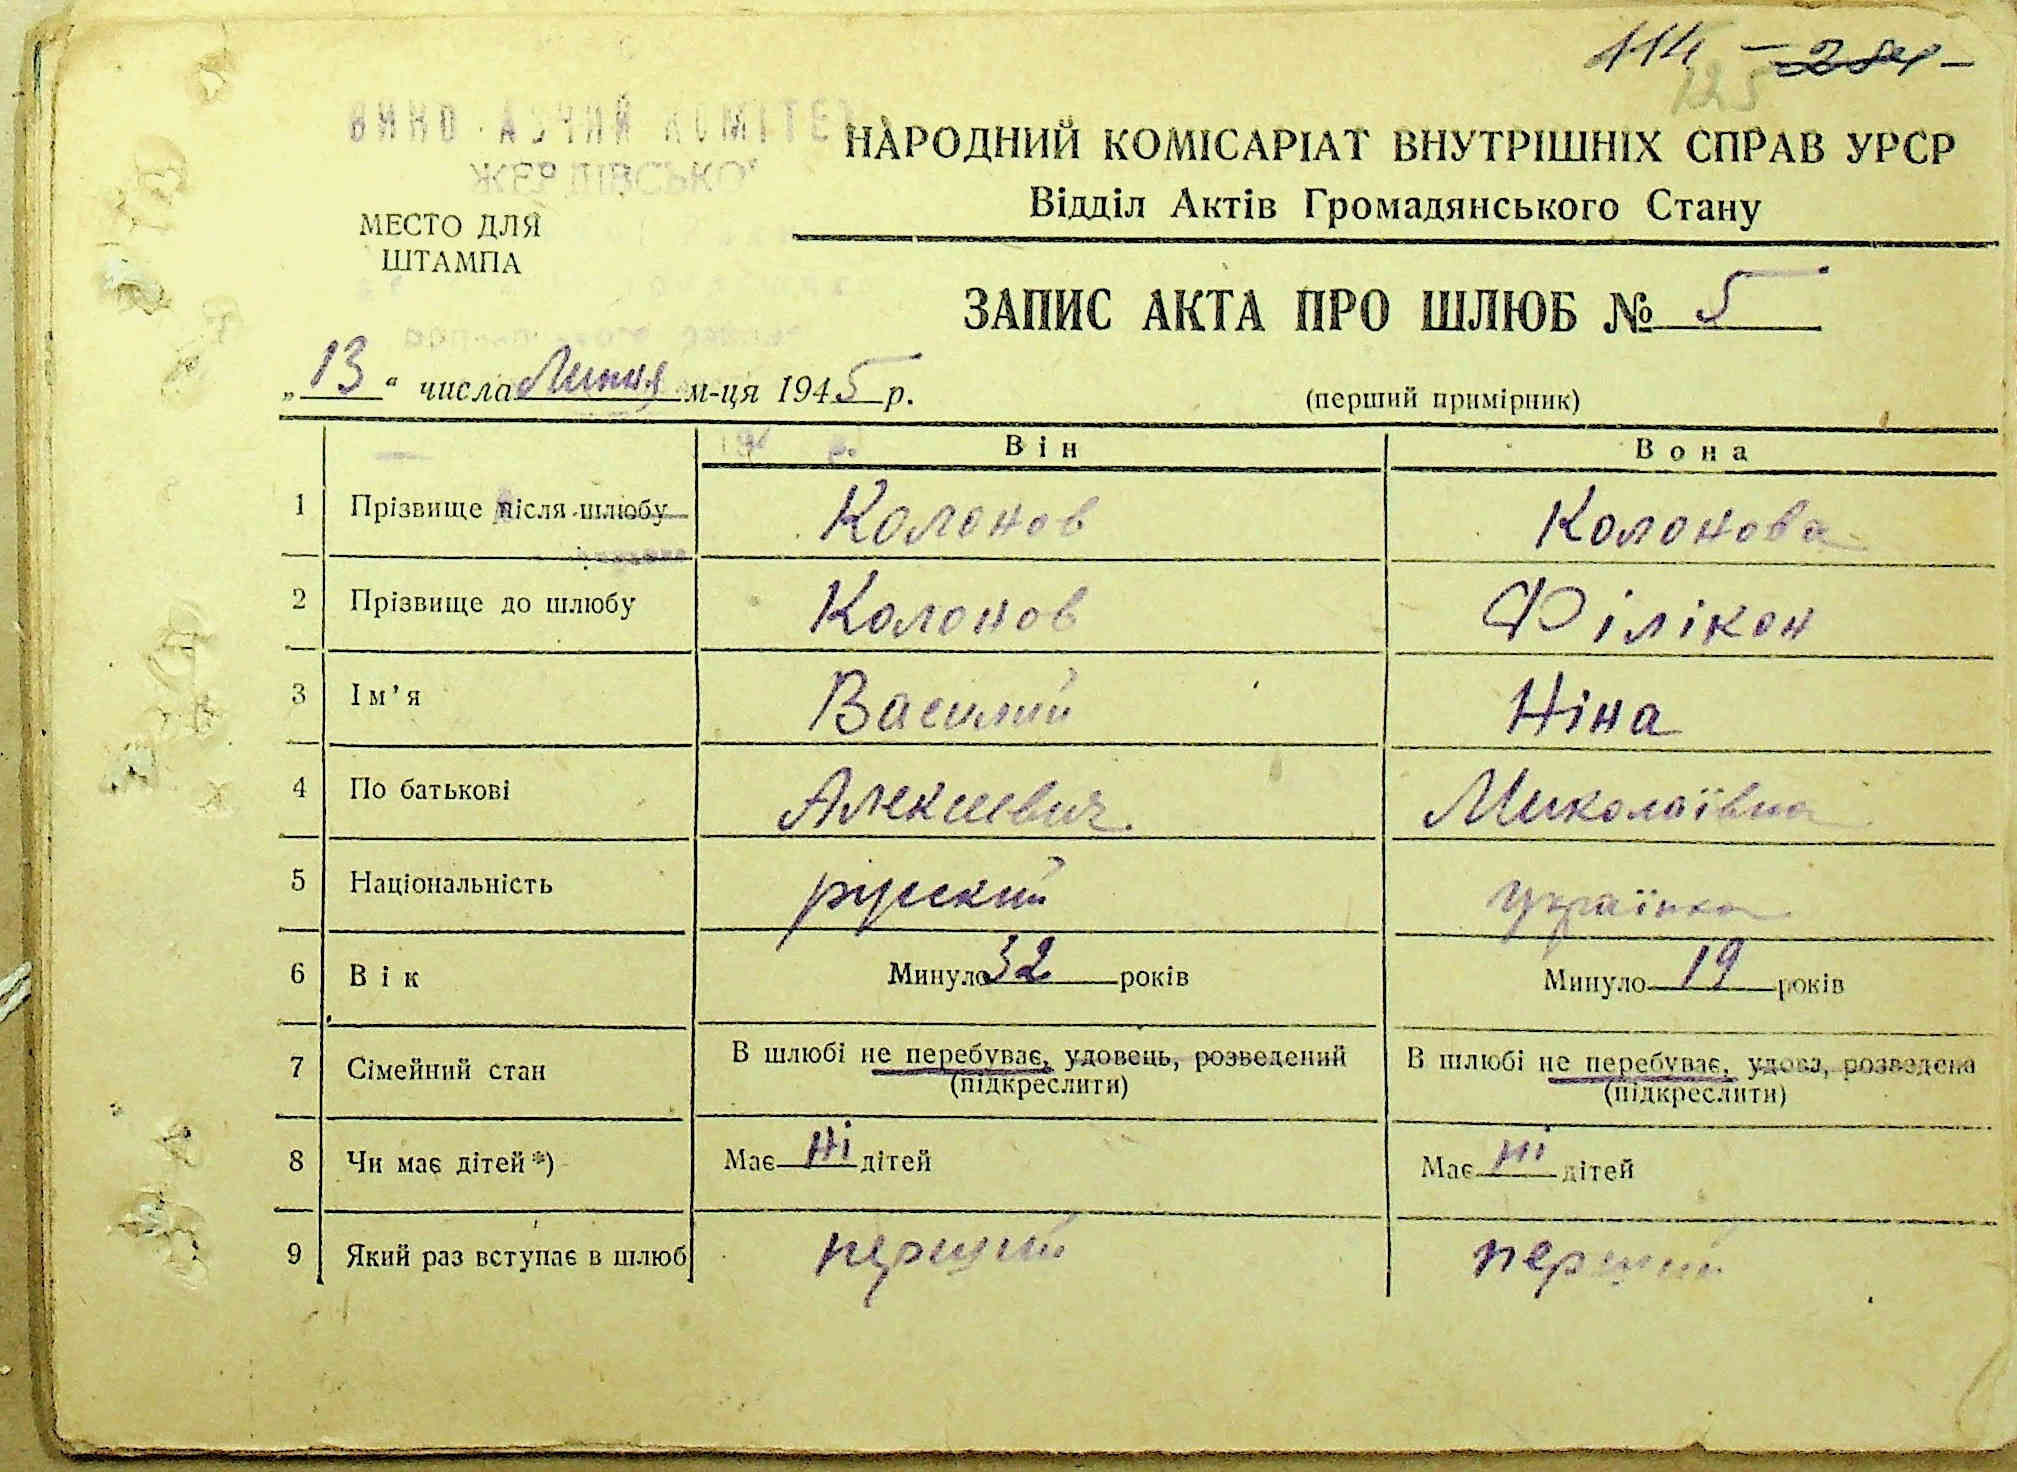 114 – 284 –
125
НАРОДНИЙ КОМІСАРІАТ ВНУТРІШНІХ СПРАВ УРСР
Відділ Актів Громадянського Стану
МЕСТО ДЛЯ
ШТАМПА
ЗАПИС АКТА ПРО ШЛЮБ № 5
„13“ числа Липня м-ця 1945 р.
(перший примірник)
Він Вона
1 Прізвище після шлюбу Колонов Колонова
2 Прізвище до шлюбу Колонов Філікон
3 Ім'я Василий Ніна
4 По батькові Алексиевич Миколаївна
5 Національність русский українка
6 Вік Минуло 32 років Минуло 19 років
7 Сімейний стан В шлюбі не перебуває, удовець, розведений (підкреслити) В шлюбі не перебуває, удова, розведена (підкреслити)
8 Чи має дітей*) Має ні дітей Має ні дітей
9 Який раз вступає в шлюб перший перший